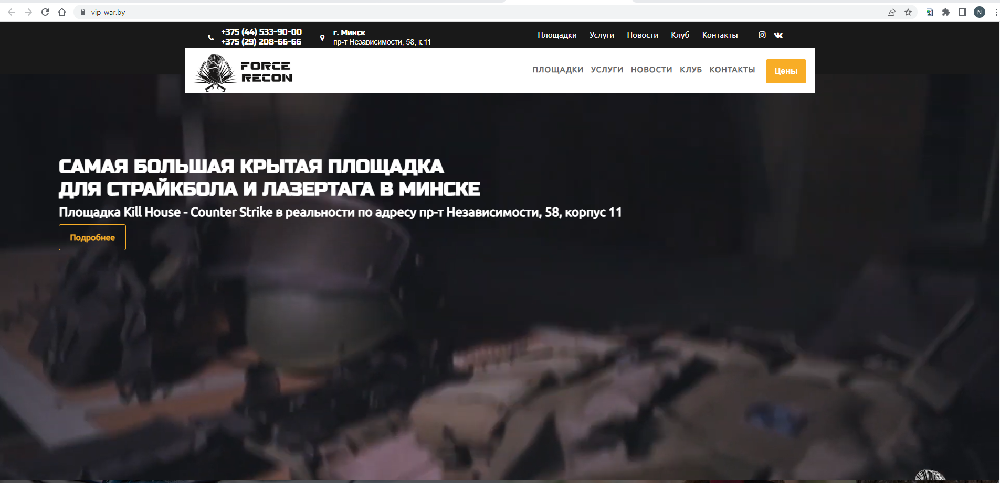 vip-war.by
N
+375 (44) 533-90-00
+375 (29) 208-66-66
г. Минск
пр-т Независимости, 58, к.11
Площадки Услуги Новости Клуб Контакты
FORCE
RECON
ПЛОЩАДКИ УСЛУГИ НОВОСТИ КЛУБ КОНТАКТЫ
Цены
САМАЯ БОЛЬШАЯ КРЫТАЯ ПЛОЩАДКА
ДЛЯ СТРАЙКБОЛА И ЛАЗЕРТАГА В МИНСКЕ
Площадка Kill House - Counter Strike в реальности по адресу пр-т Независимости, 58, корпус 11
Подробнее